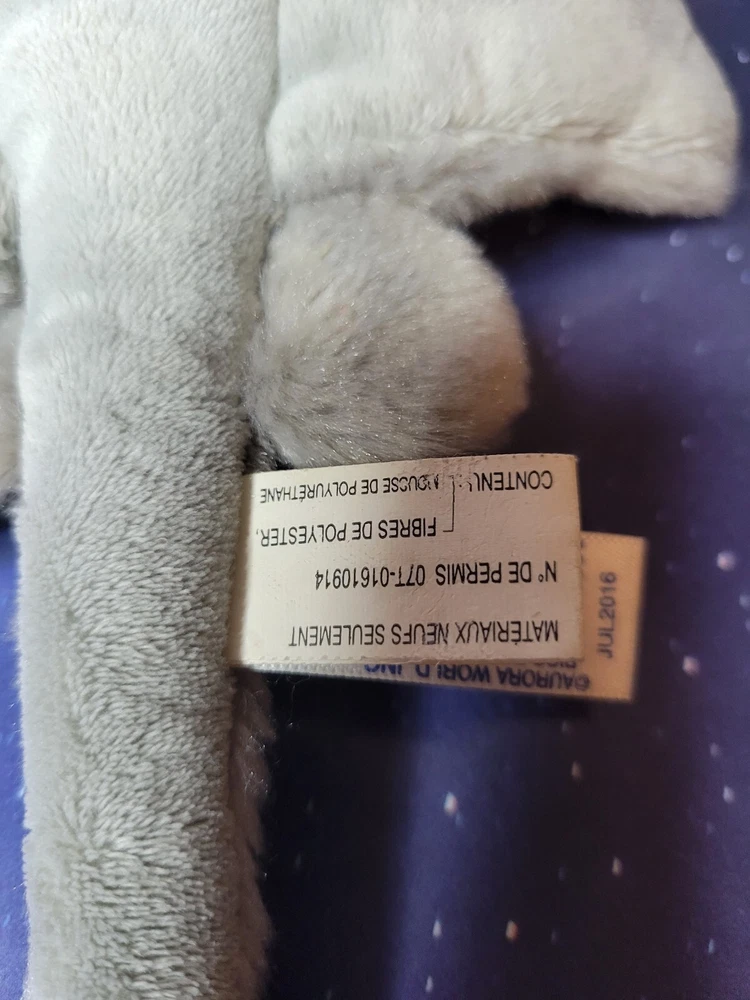 MATÉRIAUX NEUFS SEULEMENT
N° DE PERMIS 07T-01610914
FIBRES DE POLYESTER,
CONTENU MOUSSE DE POLYURÉTHANE
©AURORA WORLD, INC.
JUL2016